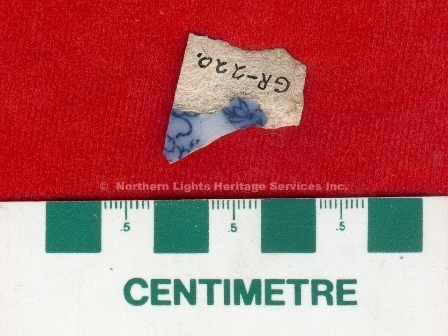 GR-220.
© Northern Lights Heritage Services Inc.
.5 .5 .5
CENTIMETRE